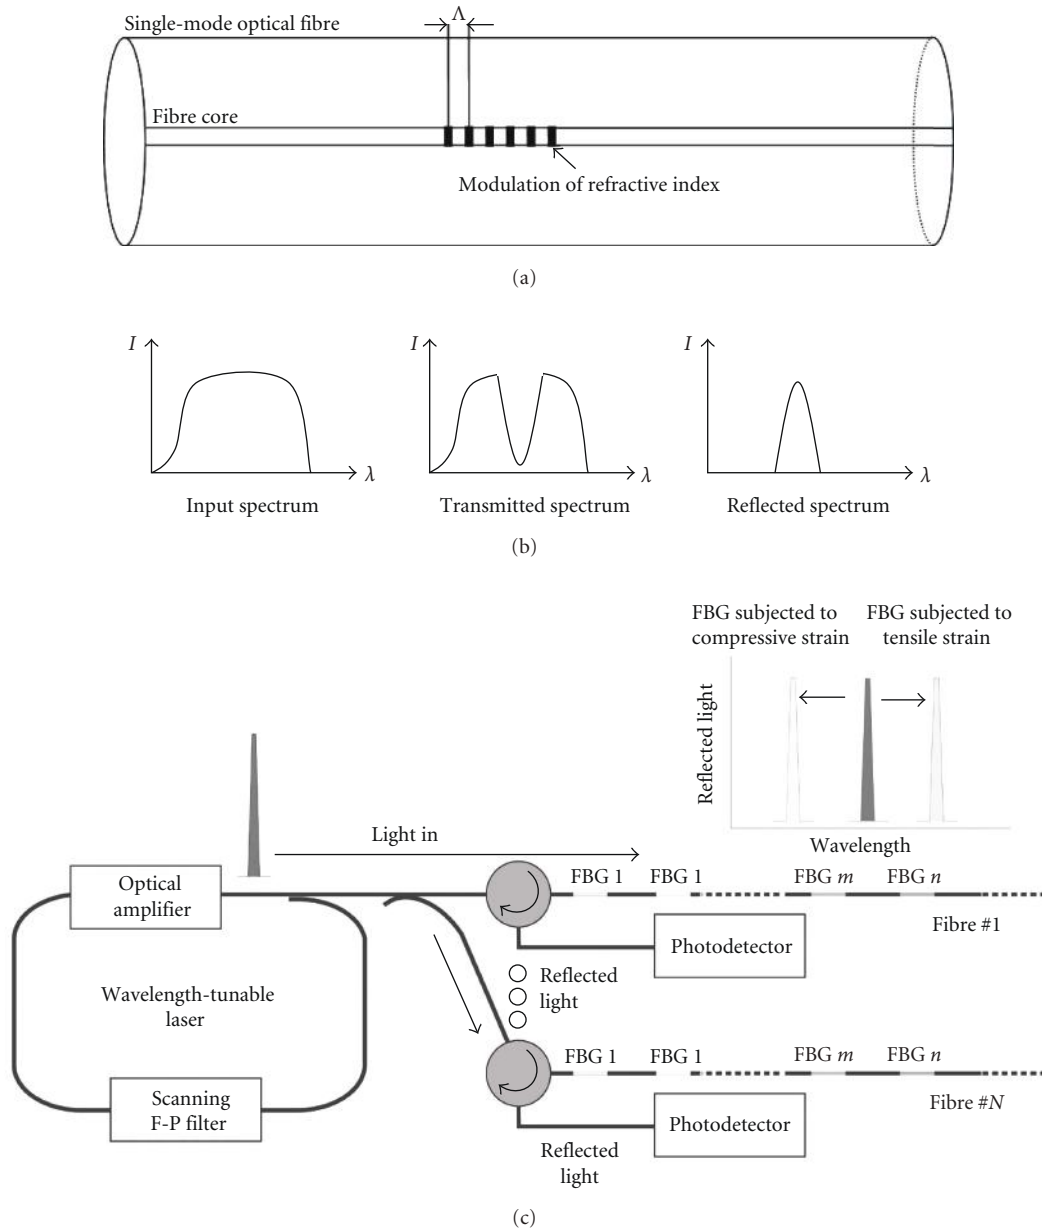 Single-mode optical fibre
Λ
Fibre core
Modulation of refractive index
(a)
I
λ
Input spectrum
I
λ
Transmitted spectrum
I
λ
Reflected spectrum
(b)
FBG subjected to
compressive strain
FBG subjected to
tensile strain
Reflected light
Wavelength
Light in
Optical
amplifier
FBG 1
FBG 1
FBG m
FBG n
Fibre #1
Photodetector
Reflected
light
Wavelength-tunable
laser
FBG 1
FBG 1
FBG m
FBG n
Fibre #N
Scanning
F-P filter
Photodetector
Reflected
light
(c)